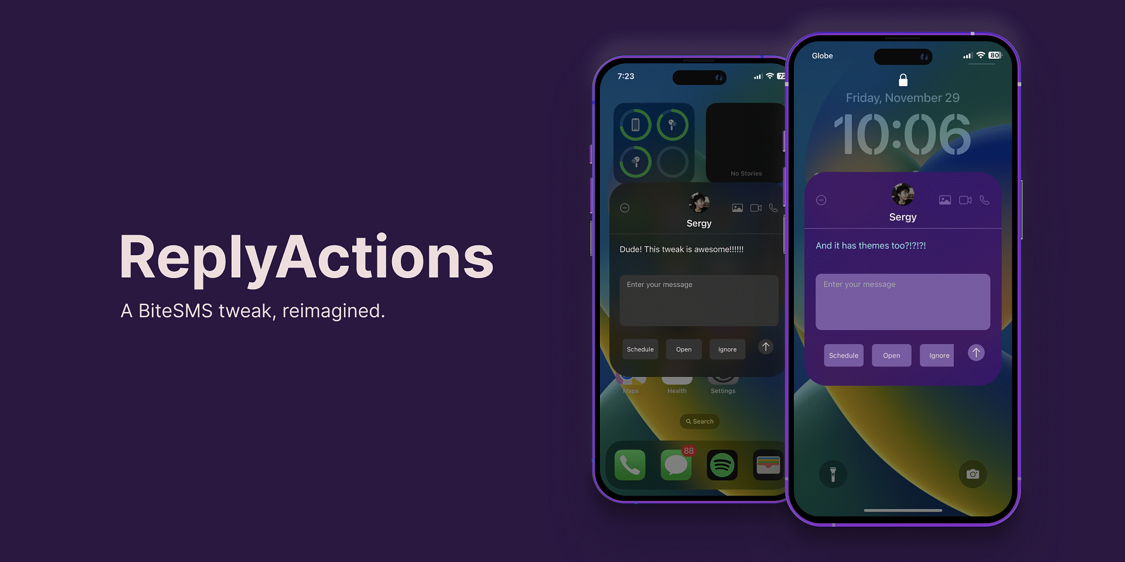 ReplyActions
A BiteSMS tweak, reimagined.
7:23
No Stories
Sergy
Dude! This tweak is awesome!!!!!!
Enter your message
Schedule
Open
Ignore
Maps
Health
Settings
Search
88
Globe
80
Friday, November 29
10:06
Sergy
And it has themes too?!?!?!
Enter your message
Schedule
Open
Ignore